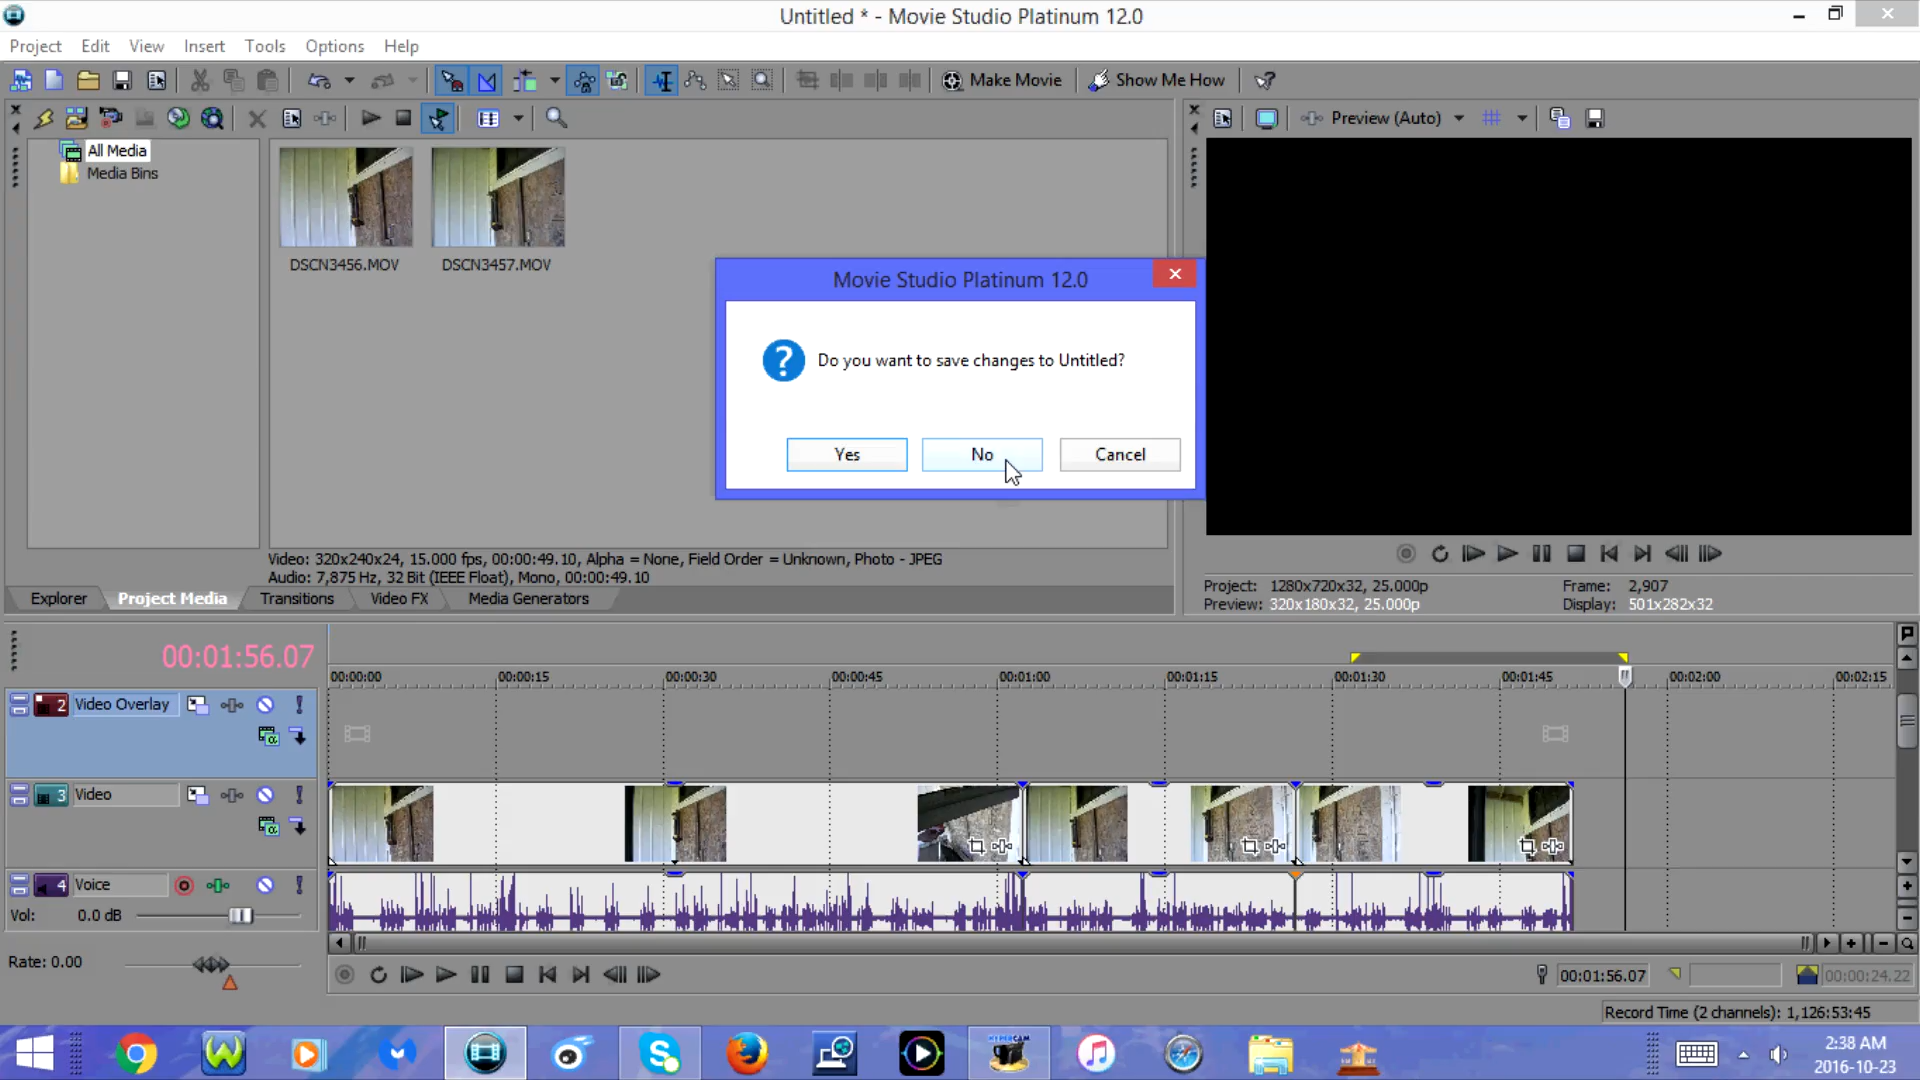 Untitled * - Movie Studio Platinum 12.0
Project Edit View Insert Tools Options Help
Make Movie Show Me How
Preview (Auto)
All Media
Media Bins
DSCN3456.MOV DSCN3457.MOV
Movie Studio Platinum 12.0
Do you want to save changes to Untitled?
Yes No Cancel
Video: 320x240x24, 15.000 fps, 00:00:49.10, Alpha = None, Field Order = Unknown, Photo - JPEG
Audio: 7,875 Hz, 32 Bit (IEEE Float), Mono, 00:00:49.10
Explorer Project Media Transitions Video FX Media Generators
Project: 1280x720x32, 25.000p Frame: 2,907
Preview: 320x180x32, 25.000p Display: 501x282x32
00:01:56.07
00:00:00 00:00:15 00:00:30 00:00:45 00:01:00 00:01:15 00:01:30 00:01:45 00:02:00 00:02:15
2 Video Overlay
3 Video
4 Voice
Vol: 0.0 dB
Rate: 0.00
00:01:56.07 00:00:24.22
Record Time (2 channels): 1,126:53:45
HYPERCAM
2:38 AM
2016-10-23